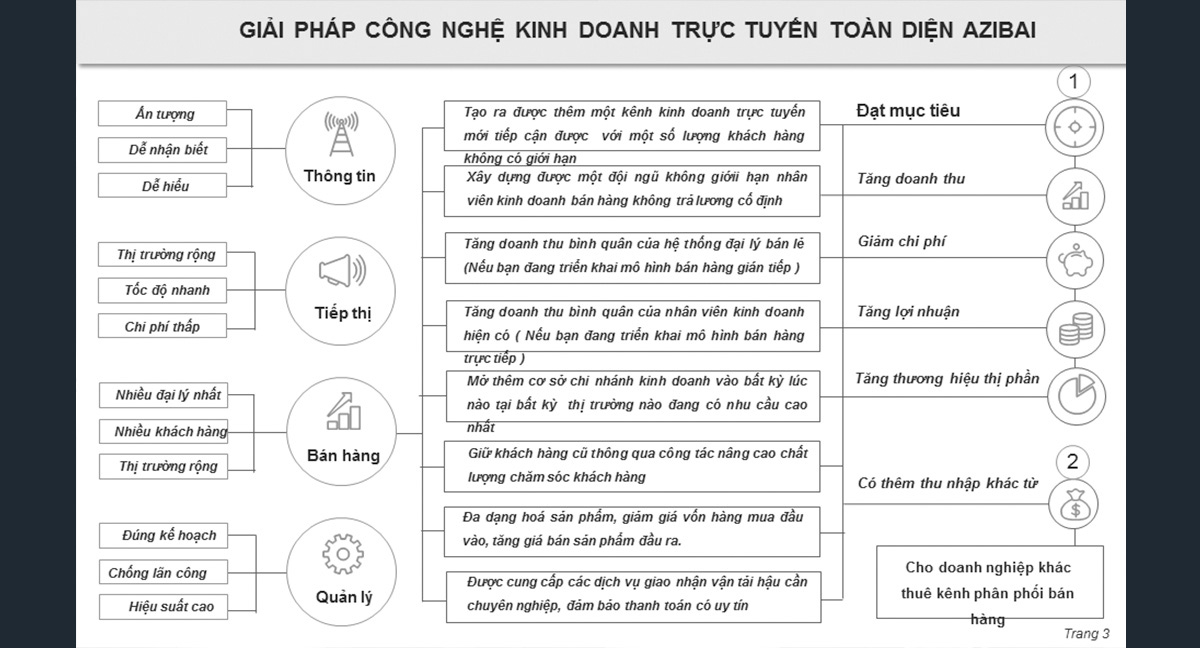 GIẢI PHÁP CÔNG NGHỆ KINH DOANH TRỰC TUYẾN TOÀN DIỆN AZIBAI
Ấn tượng
Dễ nhận biết
Dễ hiểu
Thông tin
Thị trường rộng
Tốc độ nhanh
Chi phí thấp
Tiếp thị
Nhiều đại lý nhất
Nhiều khách hàng
Thị trường rộng
Bán hàng
Đúng kế hoạch
Chống lãn công
Hiệu suất cao
Quản lý
Tạo ra được thêm một kênh kinh doanh trực tuyến
mới tiếp cận được với một số lượng khách hàng
không có giới hạn
Xây dựng được một đội ngũ không giớii hạn nhân
viên kinh doanh bán hàng không trả lương cố định
Tăng doanh thu bình quân của hệ thống đại lý bán lẻ
(Nếu bạn đang triển khai mô hình bán hàng gián tiếp )
Tăng doanh thu bình quân của nhân viên kinh doanh
hiện có ( Nếu bạn đang triển khai mô hình bán hàng
trực tiếp )
Mở thêm cơ sở chi nhánh kinh doanh vào bất kỳ lúc
nào tại bất kỳ thị trường nào đang có nhu cầu cao
nhất
Giữ khách hàng cũ thông qua công tác nâng cao chất
lượng chăm sóc khách hàng
Đa dạng hoá sản phẩm, giảm giá vốn hàng mua đầu
vào, tăng giá bán sản phẩm đầu ra.
Được cung cấp các dịch vụ giao nhận vận tải hậu cần
chuyên nghiệp, đảm bảo thanh toán có uy tín
1
Đạt mục tiêu
Tăng doanh thu
Giảm chi phí
Tăng lợi nhuận
Tăng thương hiệu thị phần
2
Có thêm thu nhập khác từ
$
Cho doanh nghiệp khác
thuê kênh phân phối bán
hàng
Trang 3